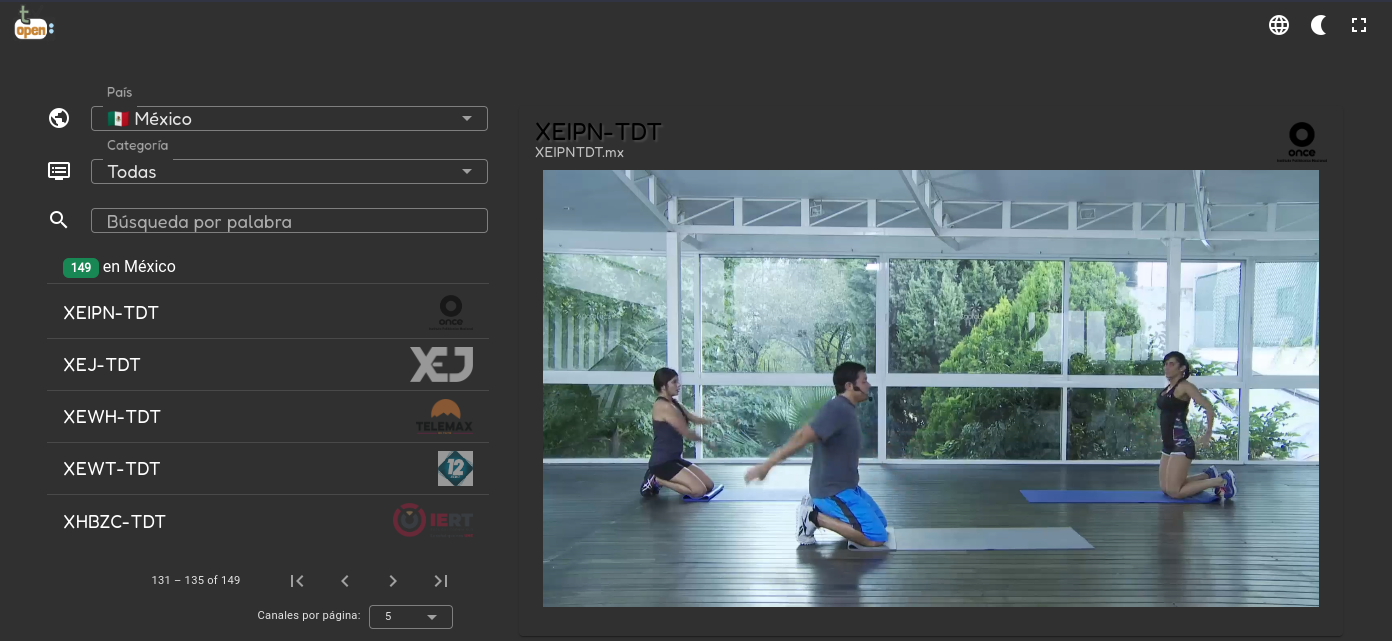 t
open:
País
México
Categoría
Todas
Búsqueda por palabra
149 en México
XEIPN-TDT
once
XEJ-TDT
XEJ
XEWH-TDT
TELEMAX
XEWT-TDT
12
XHBZC-TDT
IERT
131 – 135 of 149
Canales por página: 5
XEIPN-TDT
XEIPNTDT.mx
once